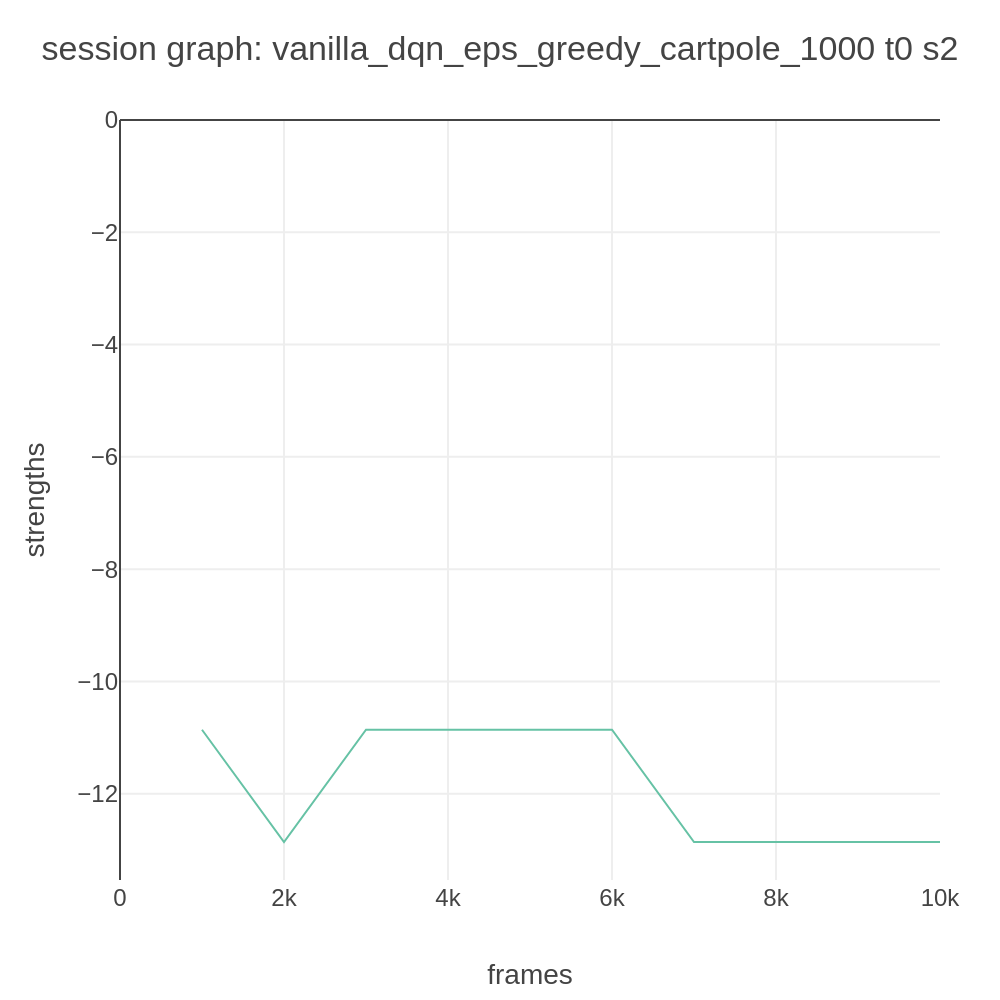 session graph: vanilla_dqn_eps_greedy_cartpole_1000 t0 s2
0
−2
−4
−6
−8
−10
−12
strengths
0 2k 4k 6k 8k 10k
frames